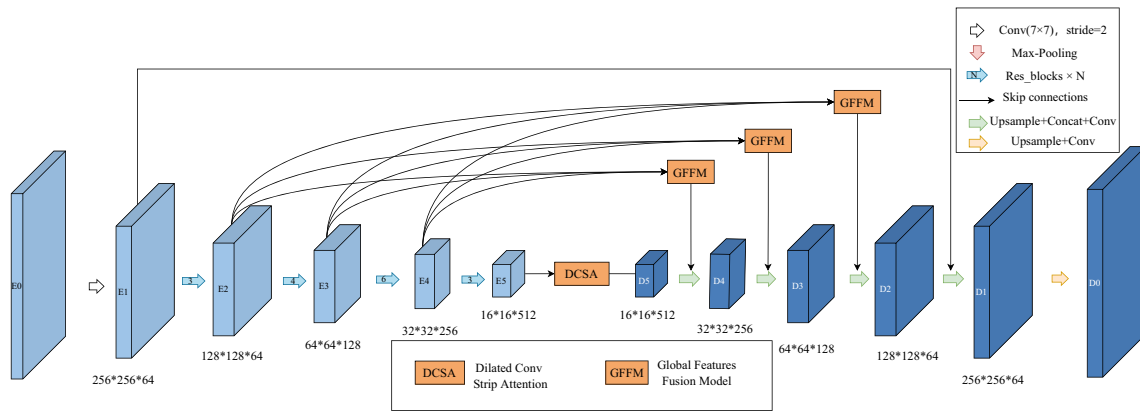 Conv(7×7), stride=2
Max-Pooling
N
Res_blocks × N
Skip connections
Upsample+Concat+Conv
Upsample+Conv
GFFM
GFFM
GFFM
E0
E1
3
E2
4
E3
6
E4
3
E5
DCSA
D5
D4
D3
D2
D1
D0
256*256*64
128*128*64
64*64*128
32*32*256
16*16*512
16*16*512
32*32*256
64*64*128
128*128*64
256*256*64
DCSA
Dilated Conv
Strip Attention
GFFM
Global Features
Fusion Model